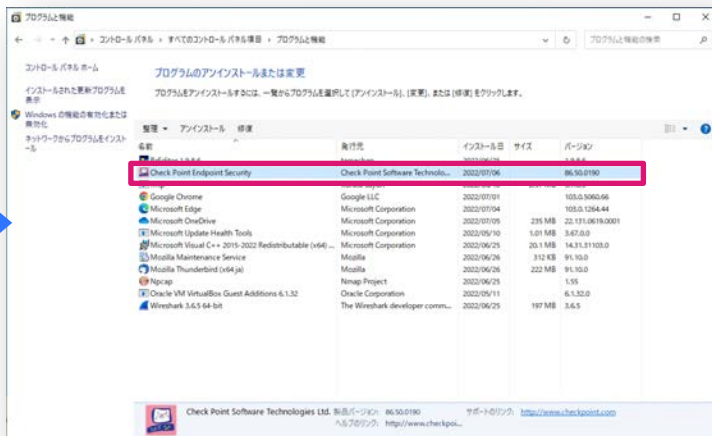 プログラムと機能
コントロール パネル › すべてのコントロール パネル項目 › プログラムと機能
プログラムと機能の検索
コントロール パネル ホーム
インストールされた更新プログラムを
表示
Windows の機能の有効化または
無効化
ネットワークからプログラムをインスト
ール
プログラムのアンインストールまたは変更
プログラムをアンインストールするには、一覧からプログラムを選択して [アンインストール]、[変更]、または [修復] をクリックします。
整理 アンインストール 修復
名前 発行元 インストール日 サイズ バージョン
Check Point Endpoint Security Check Point Software Technolo... 2022/07/06 86.50.0190
Google Chrome Google LLC 2022/07/01 103.0.5060.66
Microsoft Edge Microsoft Corporation 2022/07/04 103.0.1264.44
Microsoft OneDrive Microsoft Corporation 2022/07/05 235 MB 22.131.0619.0001
Microsoft Update Health Tools Microsoft Corporation 2022/05/10 1.01 MB 3.67.0.0
Microsoft Visual C++ 2015-2022 Redistributable (x64) ... Microsoft Corporation 2022/06/25 20.1 MB 14.31.31103.0
Mozilla Maintenance Service Mozilla 2022/06/26 312 KB 91.10.0
Mozilla Thunderbird (x64 ja) Mozilla 2022/06/26 222 MB 91.10.0
Npcap Nmap Project 2022/06/25 1.55
Oracle VM VirtualBox Guest Additions 6.1.32 Oracle Corporation 2022/05/11 6.1.32.0
Wireshark 3.6.5 64-bit The Wireshark developer comm... 2022/06/25 197 MB 3.6.5
Check Point Software Technologies Ltd. 製品バージョン: 86.50.0190 サポートのリンク: http://www.checkpoint.com
ヘルプのリンク: http://www.checkpoi...